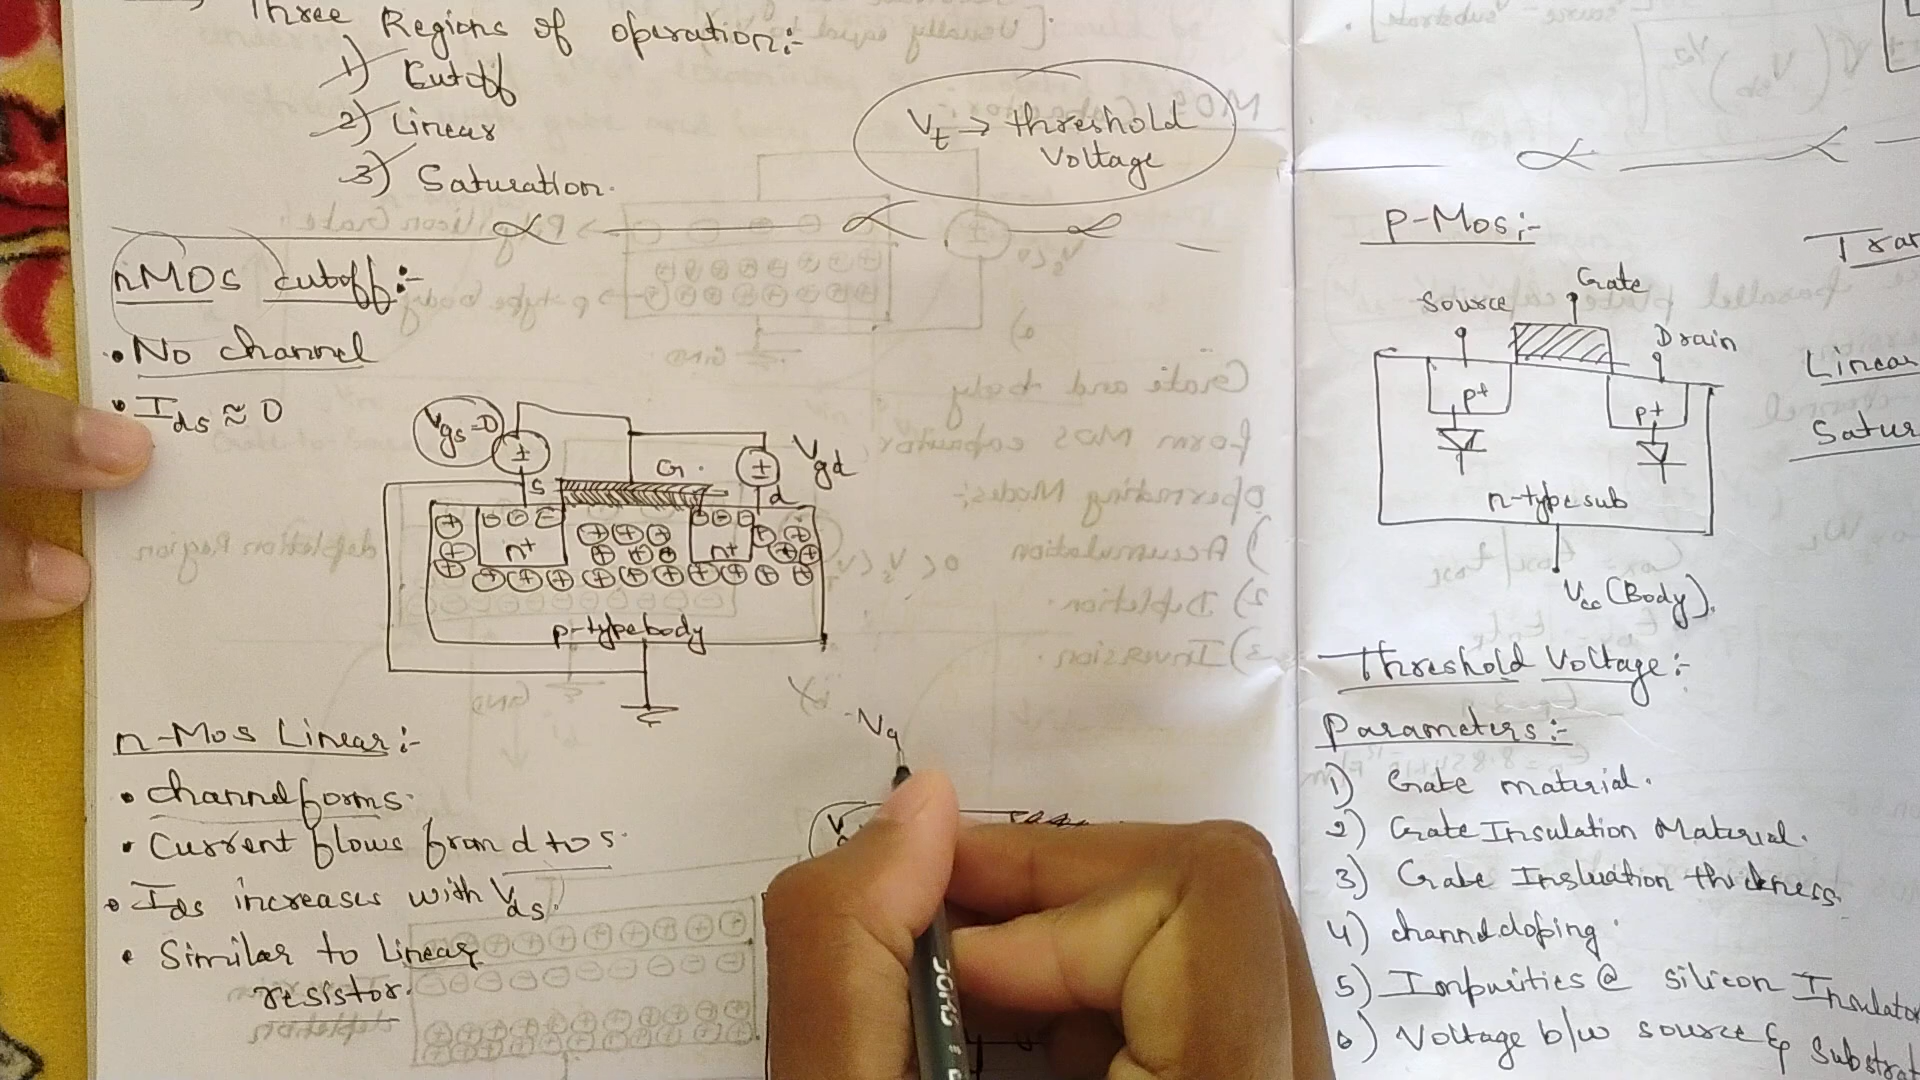 Three Regions of operation:-
1) Cutoff
2) Linear
3) Saturation.
Vt → threshold
Voltage
nMOS cutoff:-
• No channel
• Ids ≈ 0
Vgs=0
±
±
Vgd
G.
s
d
n+
n+
p-type body
n-Mos Linear:-
• channel forms.
• Current flows from d to s.
• Ids increases with Vds.
• Similar to Linear
resistor.
Vg
P-Mos:-
Gate
Source
Drain
p+
p+
n-type sub
Vcc (Body).
Threshold Voltage:-
Parameters:-
1) Gate material.
2) Gate Insulation Material.
3) Gate Insluation thickness
4) channel doping.
5) Impurities @ silicon Insulator
6) Voltage b/w source & Substrat
Linear
Satur